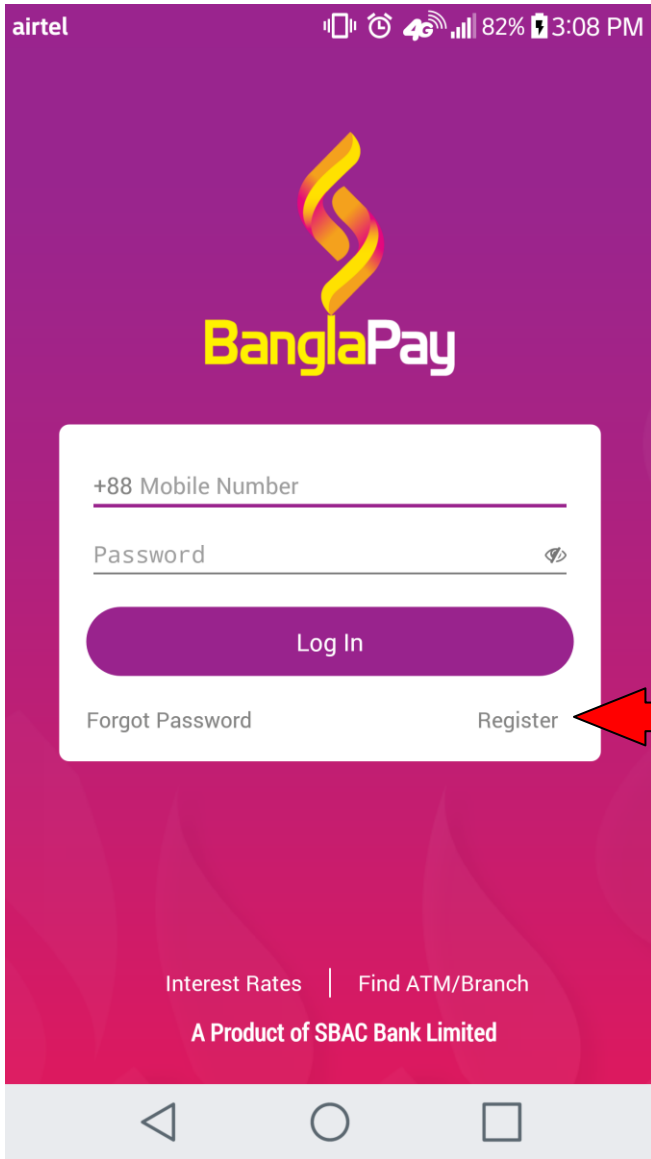 airtel 4G 82% 3:08 PM
BanglaPay
+88 Mobile Number
Password
Log In
Forgot Password Register
Interest Rates | Find ATM/Branch
A Product of SBAC Bank Limited